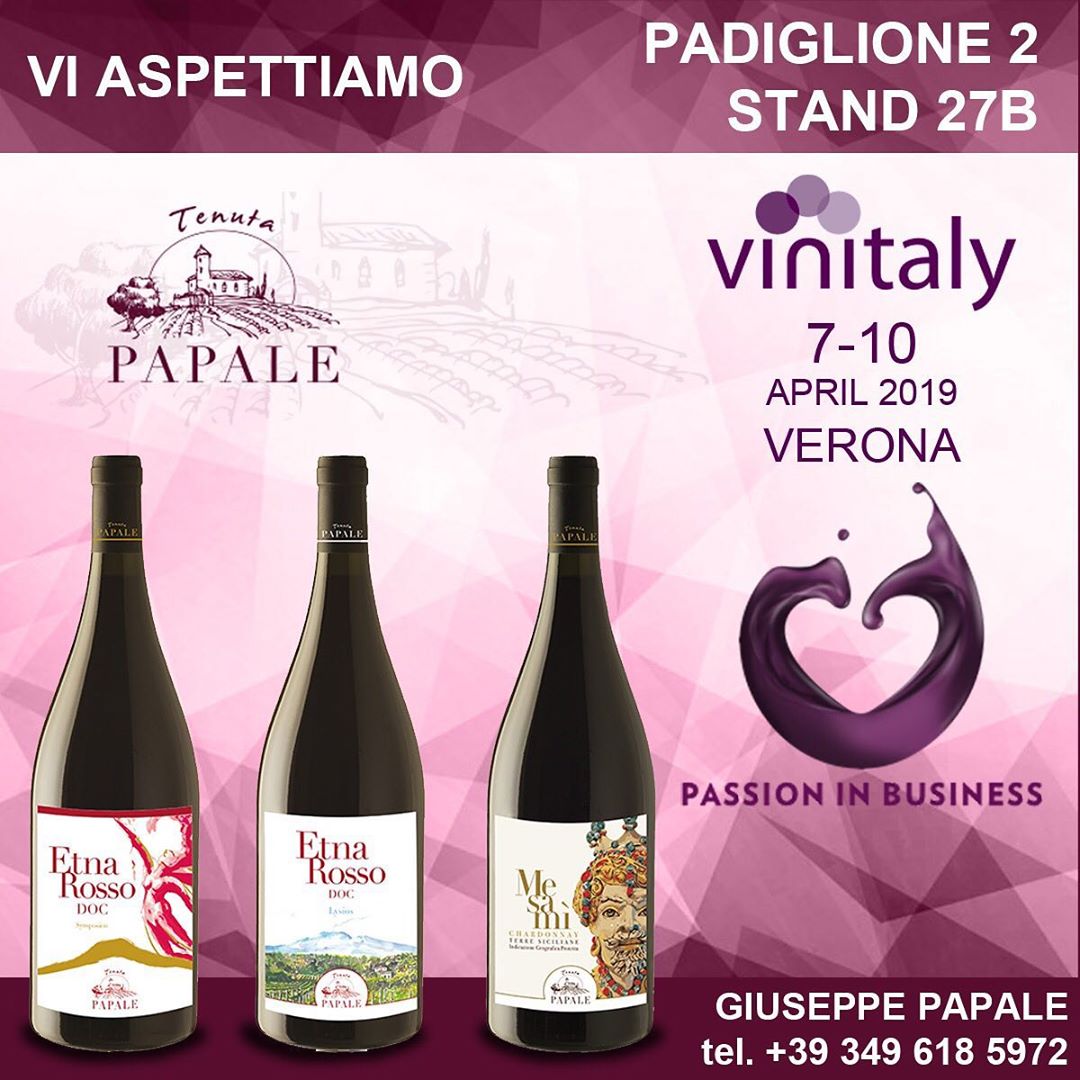 VI ASPETTIAMO
PADIGLIONE 2
STAND 27B
Tenuta
PAPALE
vinitaly
7-10
APRIL 2019
VERONA
PASSION IN BUSINESS
Tenuta
PAPALE
Etna
Rosso
DOC
Symposio
Tenuta
PAPALE
Tenuta
PAPALE
Etna
Rosso
DOC
Lysios
Tenuta
PAPALE
Tenuta
PAPALE
Me
sa
mì
CHARDONNAY
TERRE SICILIANE
Indicazione Geografica Protetta
Tenuta
PAPALE
GIUSEPPE PAPALE
tel. +39 349 618 5972